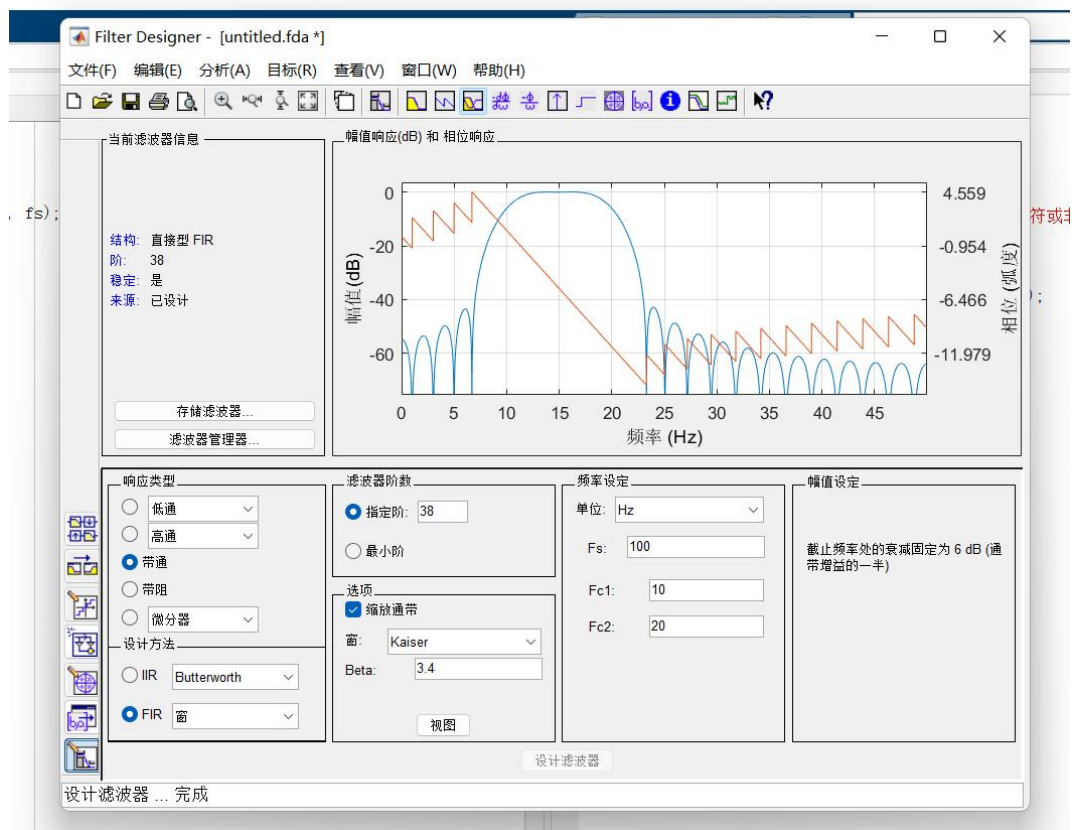 Filter Designer - [untitled.fda *]
文件(F) 编辑(E) 分析(A) 目标(R) 查看(V) 窗口(W) 帮助(H)
当前滤波器信息
结构: 直接型 FIR
阶: 38
稳定: 是
来源: 已设计
存储滤波器...
滤波器管理器...
幅值响应(dB) 和 相位响应
幅值(dB)
0
-20
-40
-60
0 5 10 15 20 25 30 35 40 45
频率 (Hz)
4.559
-0.954
-6.466
-11.979
相位 (弧度)
fs);
符或非
);
响应类型
低通
高通
带通
带阻
微分器
设计方法
IIR Butterworth
FIR 窗
滤波器阶数
指定阶: 38
最小阶
选项
缩放通带
窗: Kaiser
Beta: 3.4
视图
频率设定
单位: Hz
Fs: 100
Fc1: 10
Fc2: 20
幅值设定
截止频率处的衰减固定为 6 dB (通
带增益的一半)
设计滤波器
设计滤波器 ... 完成